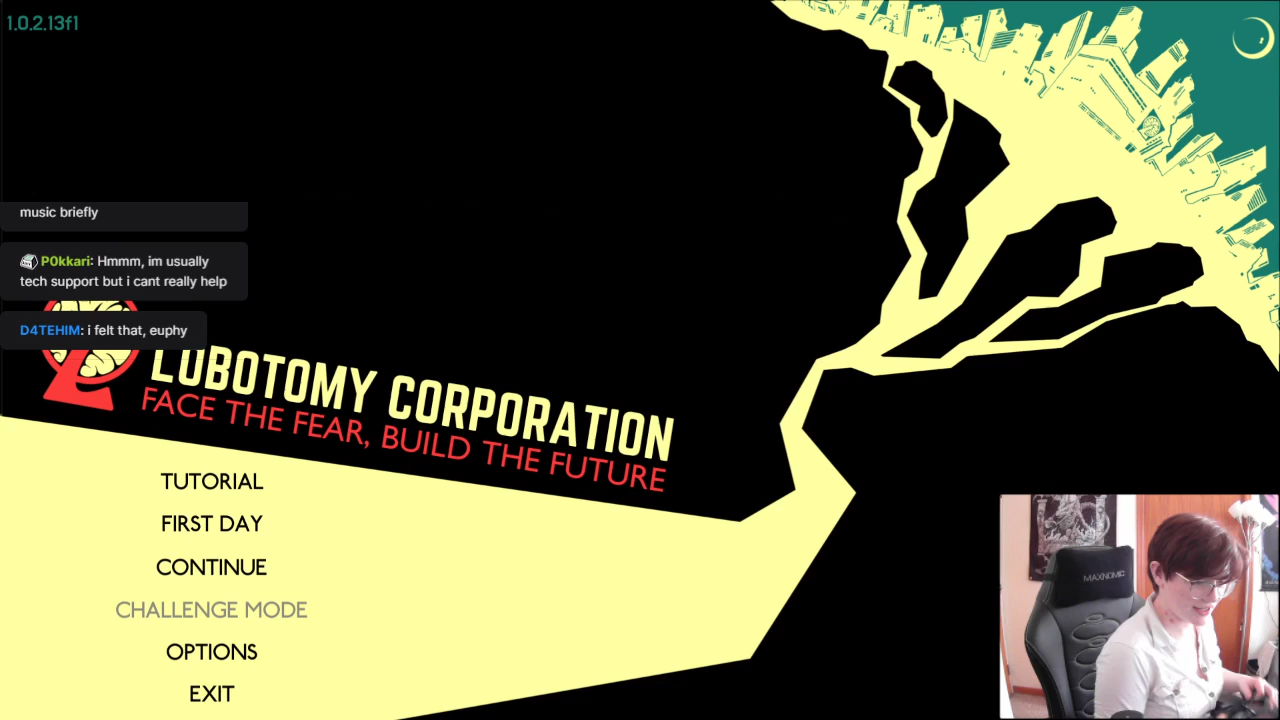 1.0.2.13f1
music briefly
P0kkari: Hmmm, im usually
tech support but i cant really help
D4TEHIM: i felt that, euphy
LOBOTOMY CORPORATION
FACE THE FEAR, BUILD THE FUTURE
TUTORIAL
FIRST DAY
CONTINUE
CHALLENGE MODE
OPTIONS
EXIT
MAXNOMIC